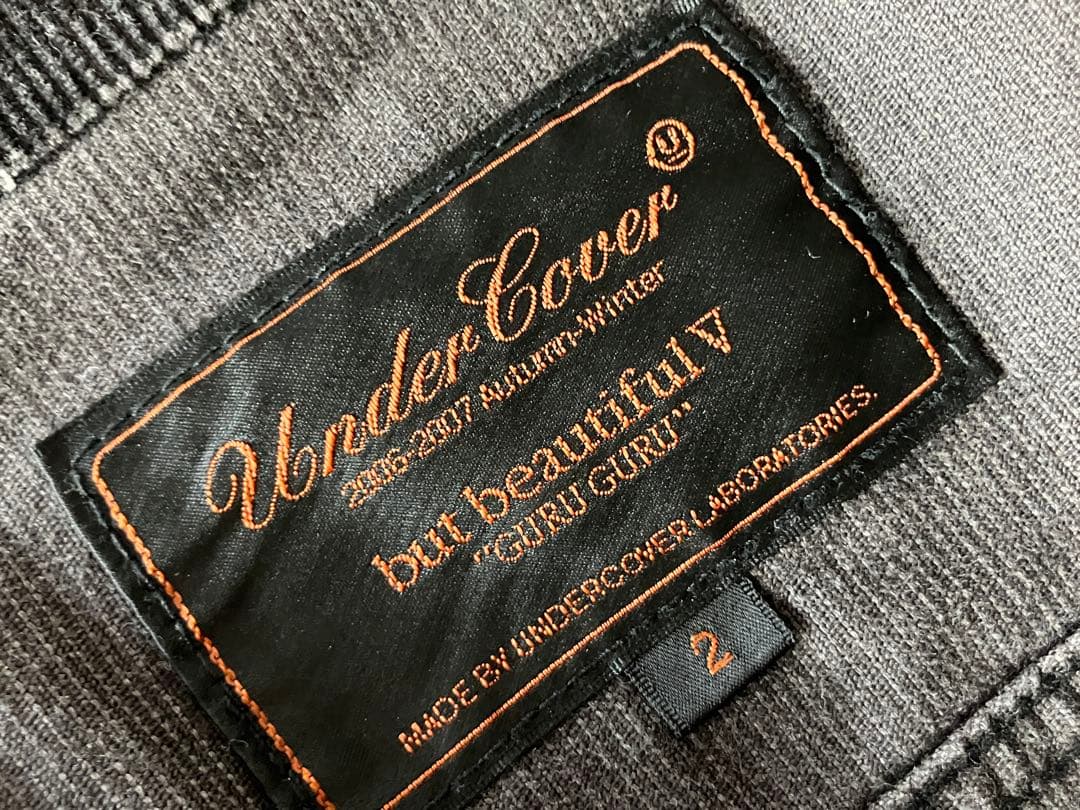 UnderCover
2006-2007 Autumn-Winter
but beautiful V
"GURU GURU"
MADE BY UNDERCOVER LABORATORIES.
2